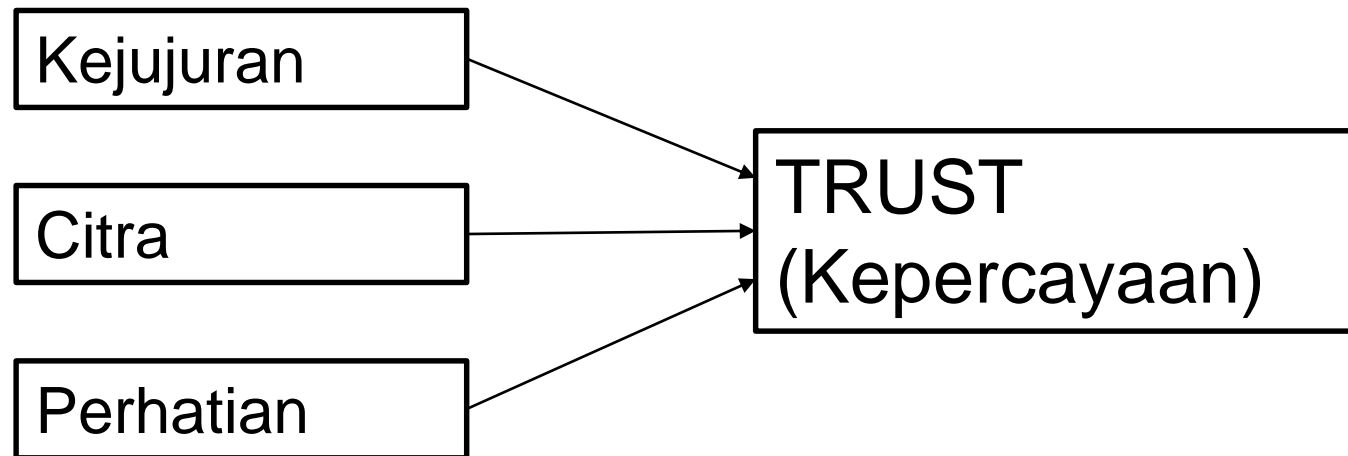 Kejujuran
Citra
Perhatian
TRUST
(Kepercayaan)